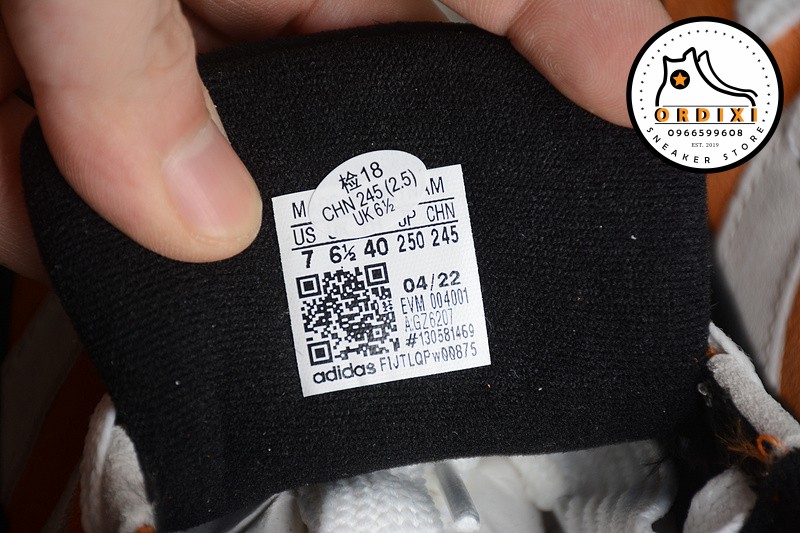 ORDIXI
0966599608
EST. 2019
SNEAKER STORE
检18
CHN 245 (2.5)
UK 6½
M
US JP CHN
7 6½ 40 250 245
04/22
EVM 004001
AGZ6207
#130581469
adidas FIJTLQPw00875